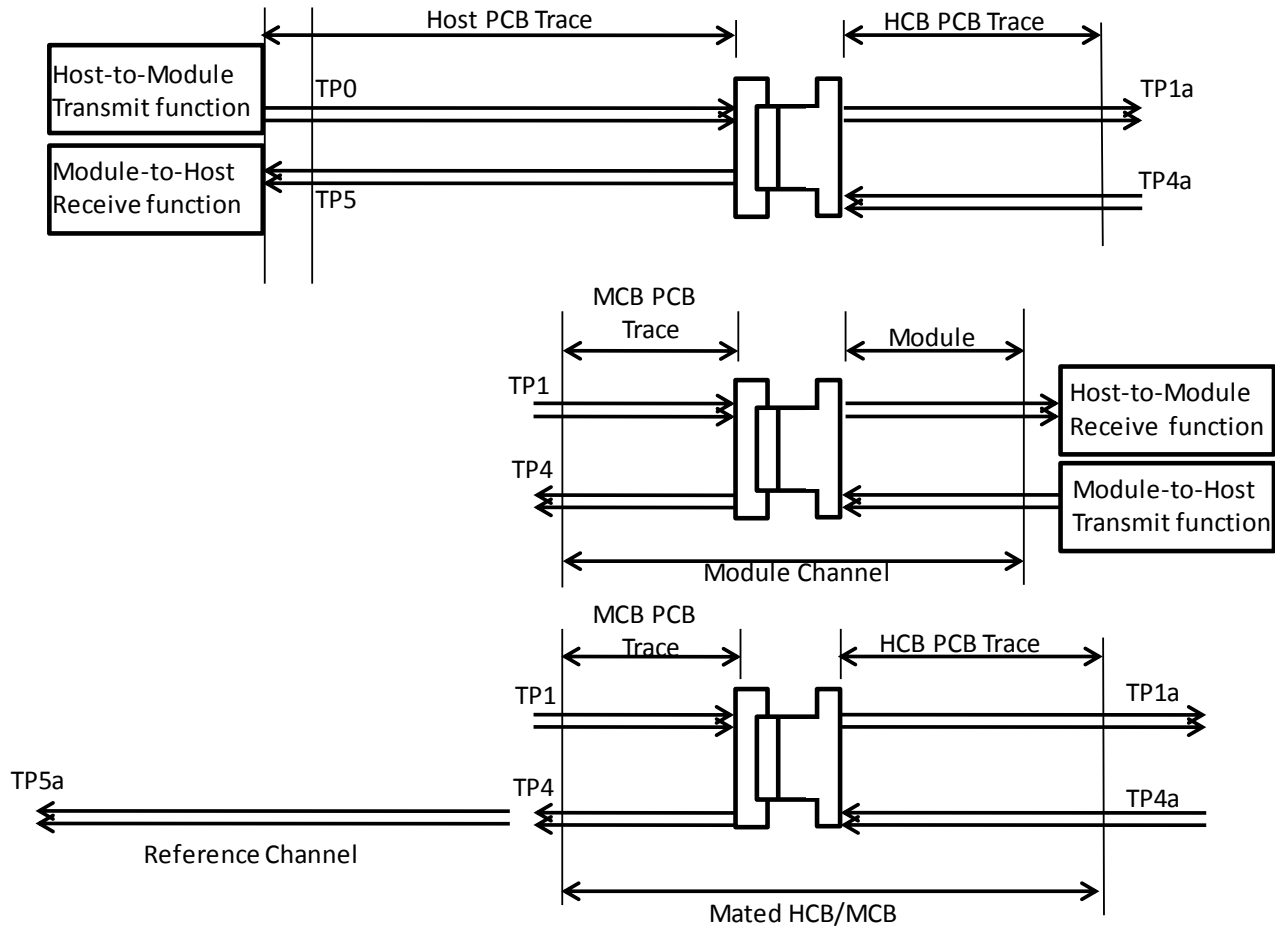 Host PCB Trace
HCB PCB Trace
Host-to-Module
Transmit function
TP0
TP1a
Module-to-Host
Receive function
TP5
TP4a
MCB PCB
Trace
Module
TP1
Host-to-Module
Receive function
TP4
Module-to-Host
Transmit function
Module Channel
MCB PCB
Trace
HCB PCB Trace
TP1
TP1a
TP5a
TP4
TP4a
Reference Channel
Mated HCB/MCB